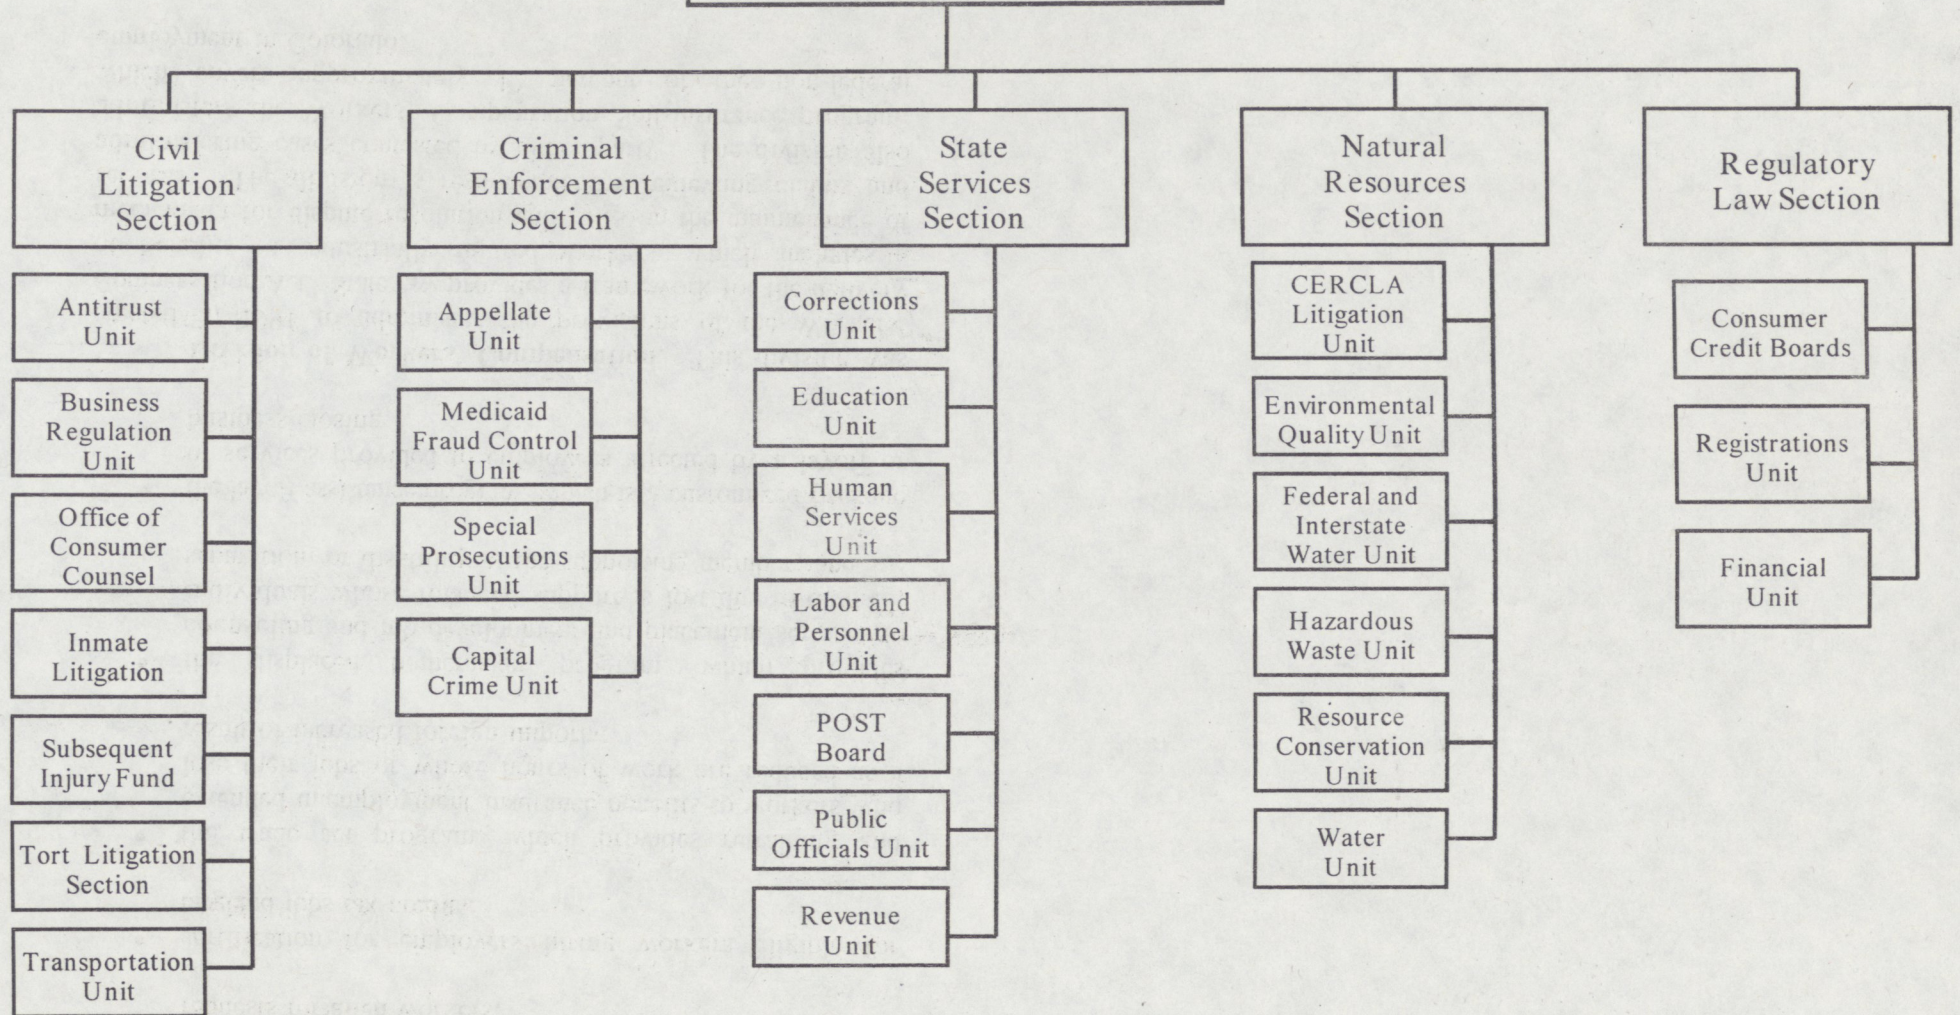 Civil
Litigation
Section
Antitrust
Unit
Business
Regulation
Unit
Office of
Consumer
Counsel
Inmate
Litigation
Subsequent
Injury Fund
Tort Litigation
Section
Transportation
Unit
Criminal
Enforcement
Section
Appellate
Unit
Medicaid
Fraud Control
Unit
Special
Prosecutions
Unit
Capital
Crime Unit
State
Services
Section
Corrections
Unit
Education
Unit
Human
Services
Unit
Labor and
Personnel
Unit
POST
Board
Public
Officials Unit
Revenue
Unit
Natural
Resources
Section
CERCLA
Litigation
Unit
Environmental
Quality Unit
Federal and
Interstate
Water Unit
Hazardous
Waste Unit
Resource
Conservation
Unit
Water
Unit
Regulatory
Law Section
Consumer
Credit Boards
Registrations
Unit
Financial
Unit